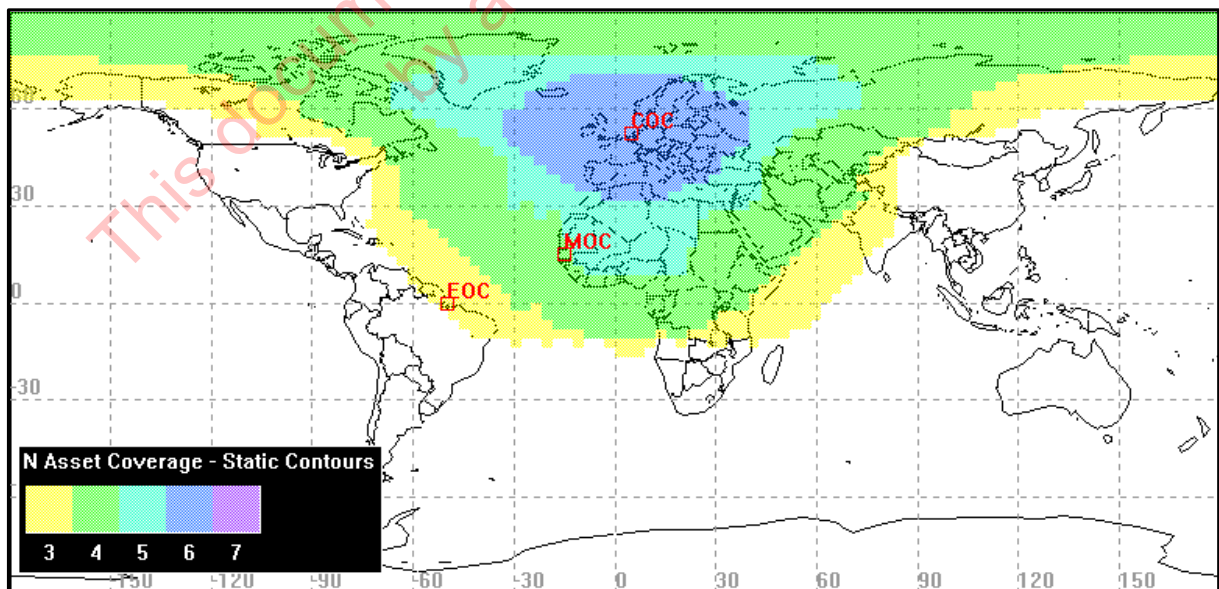 This docum
by a
60
COC
30
MOC
0
EOC
-30
N Asset Coverage - Static Contours
3 4 5 6 7
-150 -120 -90 -60 -30 0 30 60 90 120 150